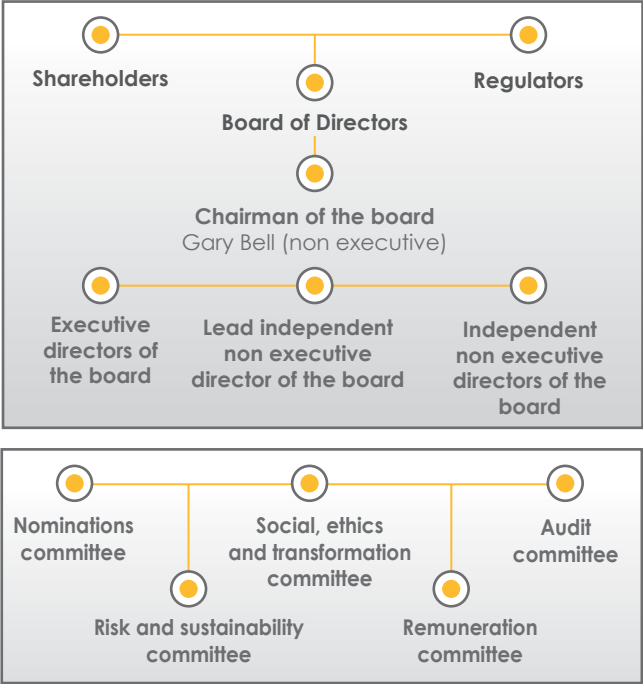 Shareholders
Regulators
Board of Directors
Chairman of the board
Gary Bell (non executive)
Executive
directors of
the board
Lead independent
non executive
director of the board
Independent
non executive
directors of the
board
Nominations
committee
Social, ethics
and transformation
committee
Audit
committee
Risk and sustainability
committee
Remuneration
committee